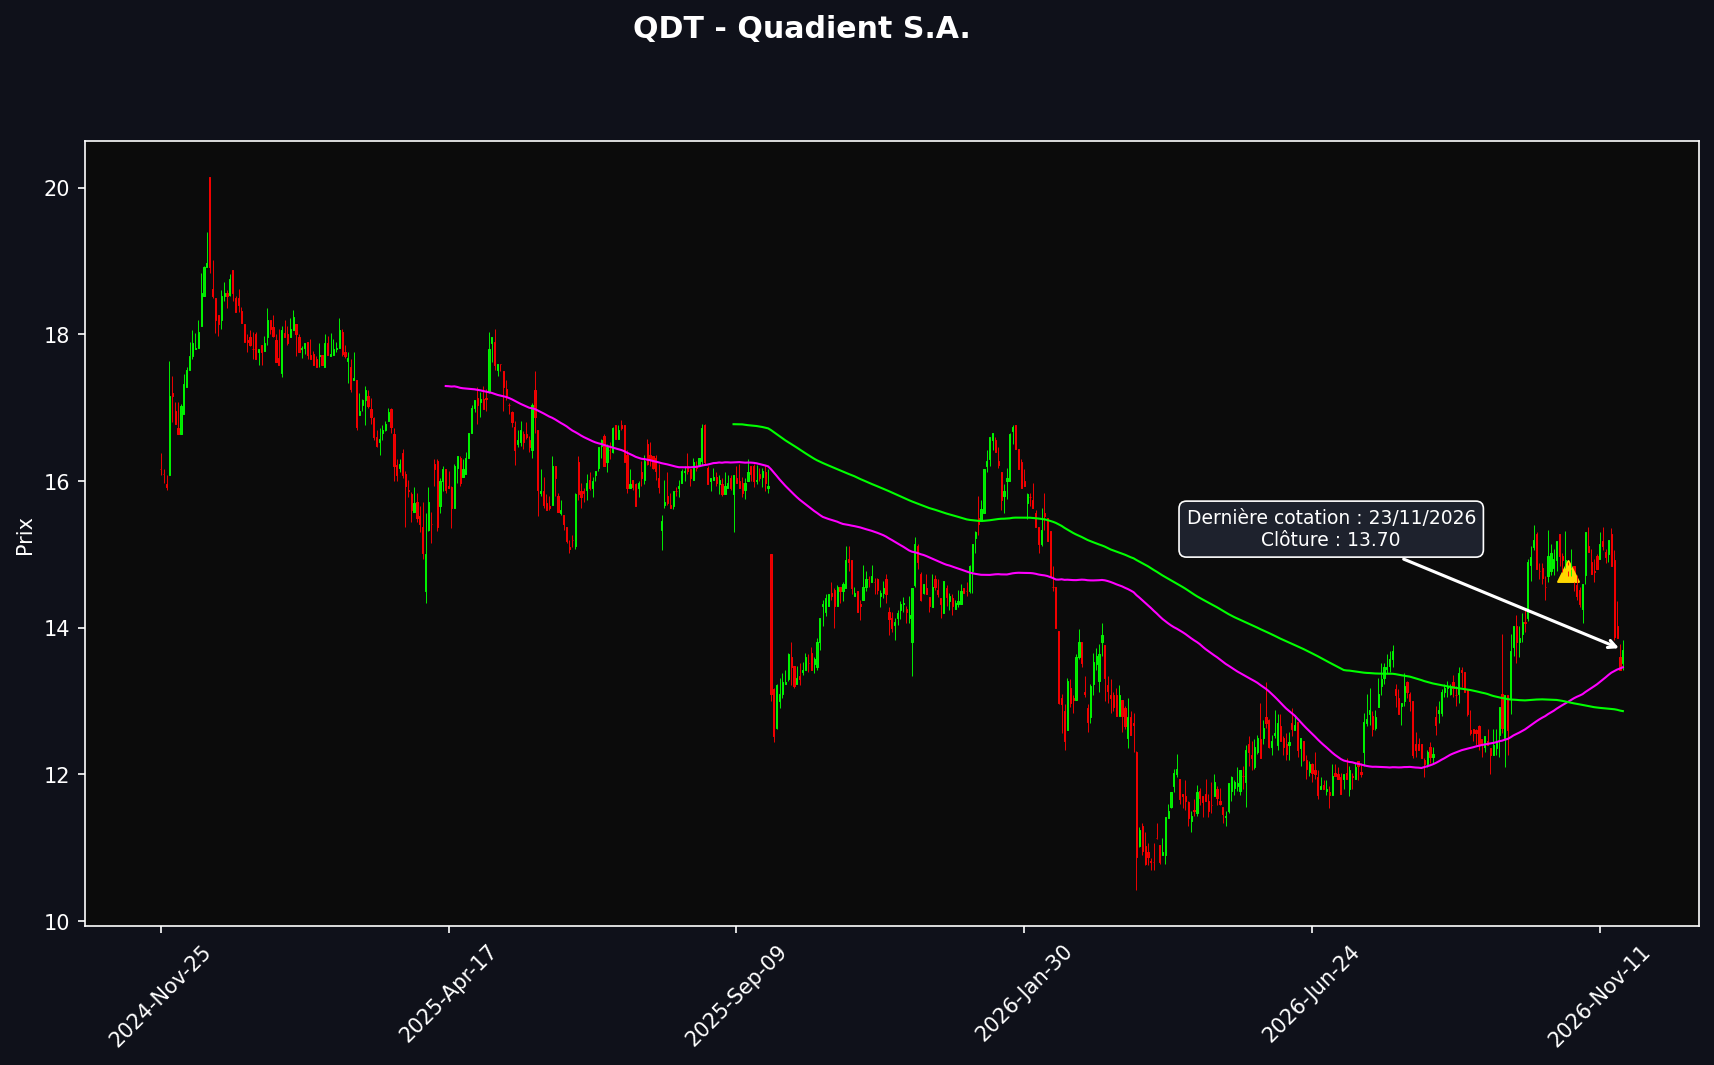 QDT - Quadient S.A.
Prix
20
18
16
14
12
10
Dernière cotation : 23/11/2026
Clôture : 13.70
2024-Nov-25
2025-Apr-17
2025-Sep-09
2026-Jan-30
2026-Jun-24
2026-Nov-11